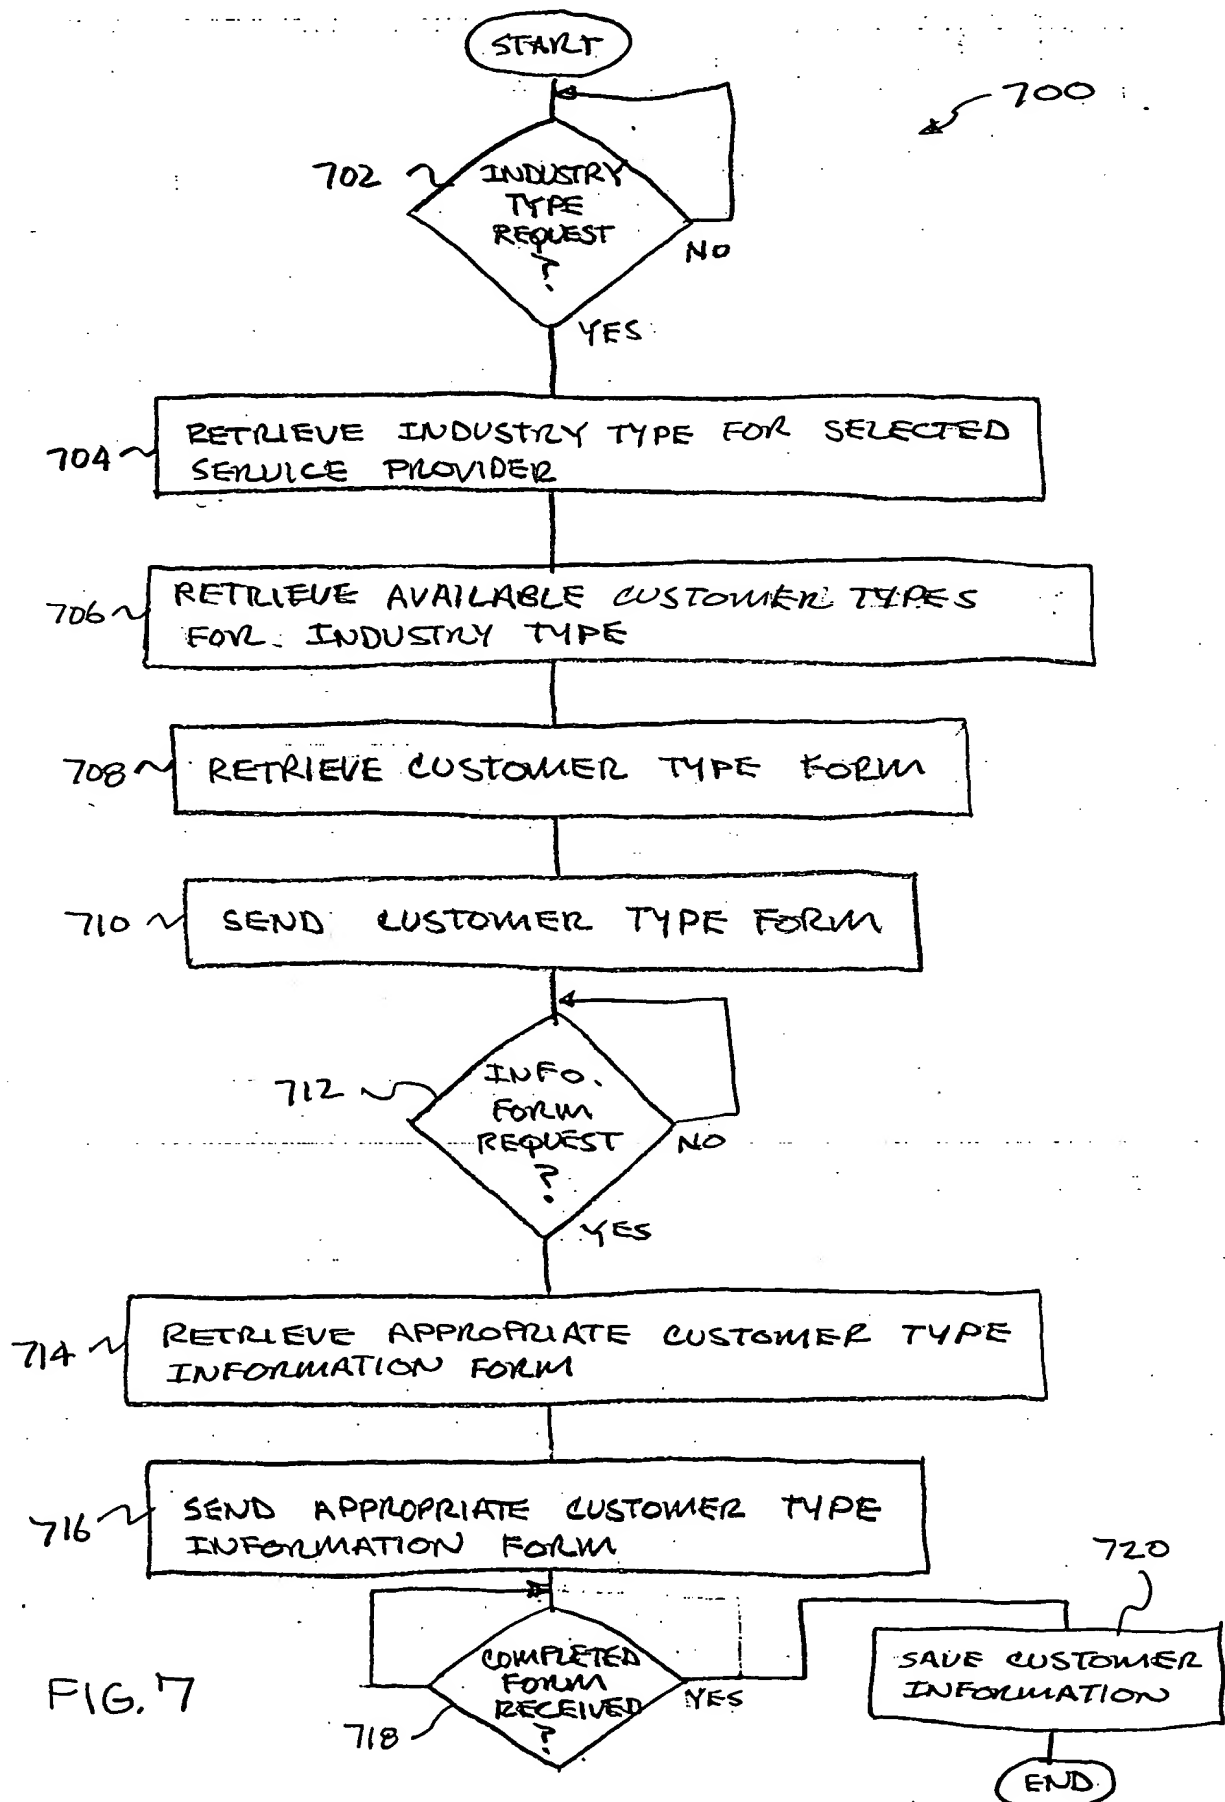 START
700
702
INDUSTRY
TYPE
REQUEST
?
NO
YES
704
RETRIEVE INDUSTRY TYPE FOR SELECTED
SERVICE PROVIDER
706
RETRIEVE AVAILABLE CUSTOMER TYPES
FOR INDUSTRY TYPE
708
RETRIEVE CUSTOMER TYPE FORM
710
SEND CUSTOMER TYPE FORM
712
INFO.
FORM
REQUEST
?
NO
YES
714
RETRIEVE APPROPRIATE CUSTOMER TYPE
INFORMATION FORM
716
SEND APPROPRIATE CUSTOMER TYPE
INFORMATION FORM
718
COMPLETED
FORM
RECEIVED
?
YES
720
SAVE CUSTOMER
INFORMATION
END
FIG. 7